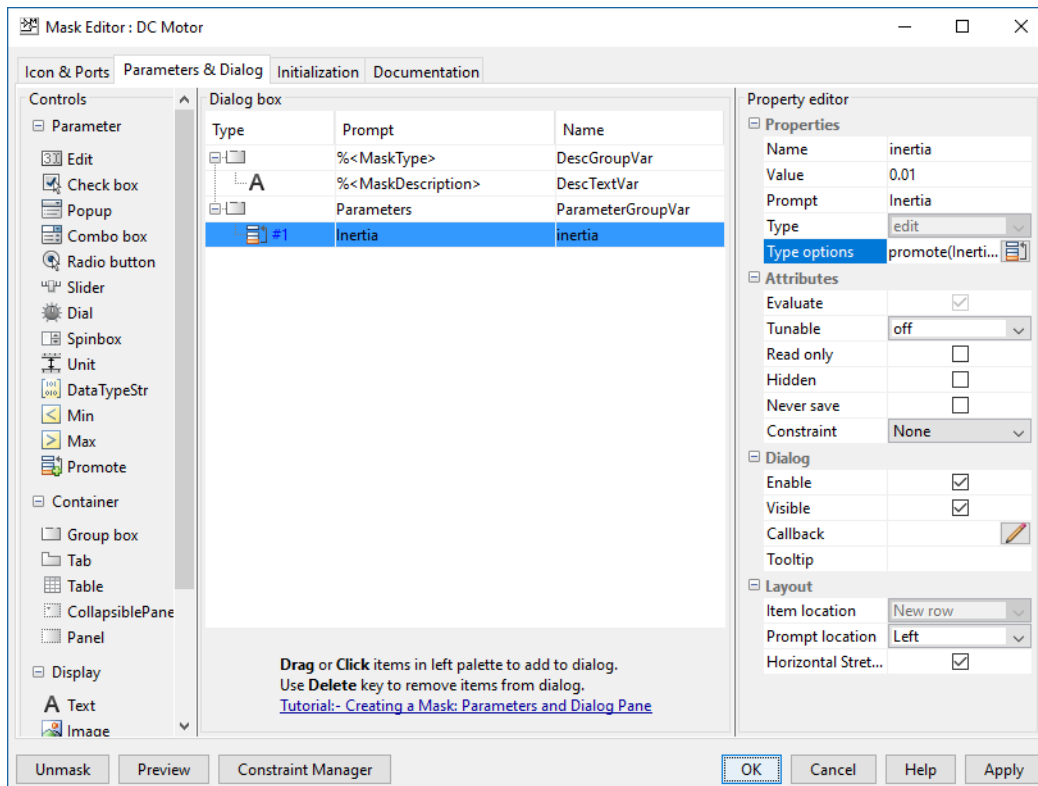 Mask Editor : DC Motor
Icon & Ports Parameters & Dialog Initialization Documentation
Controls
Parameter
Edit
Check box
Popup
Combo box
Radio button
Slider
Dial
Spinbox
Unit
DataTypeStr
Min
Max
Promote
Container
Group box
Tab
Table
CollapsiblePane
Panel
Display
A Text
Image
Dialog box
Type Prompt Name
%<MaskType> DescGroupVar
A %<MaskDescription> DescTextVar
Parameters ParameterGroupVar
#1 Inertia inertia
Drag or Click items in left palette to add to dialog.
Use Delete key to remove items from dialog.
Tutorial:- Creating a Mask: Parameters and Dialog Pane
Property editor
Properties
Name inertia
Value 0.01
Prompt Inertia
Type edit
Type options promote(Inerti...
Attributes
Evaluate
Tunable off
Read only
Hidden
Never save
Constraint None
Dialog
Enable
Visible
Callback
Tooltip
Layout
Item location New row
Prompt location Left
Horizontal Stret...
Unmask Preview Constraint Manager OK Cancel Help Apply